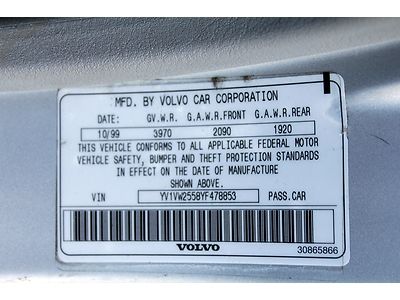 MFD. BY VOLVO CAR CORPORATION
DATE: GV.W.R. G.A.W.R.FRONT G.A.W.R.REAR
10/99 3970 2090 1920
THIS VEHICLE CONFORMS TO ALL APPLICABLE FEDERAL MOTOR
VEHICLE SAFETY, BUMPER AND THEFT PROTECTION STANDARDS
IN EFFECT ON THE DATE OF MANUFACTURE
SHOWN ABOVE.
VIN YV1VW2558YF478853 PASS.CAR
VOLVO
30865866